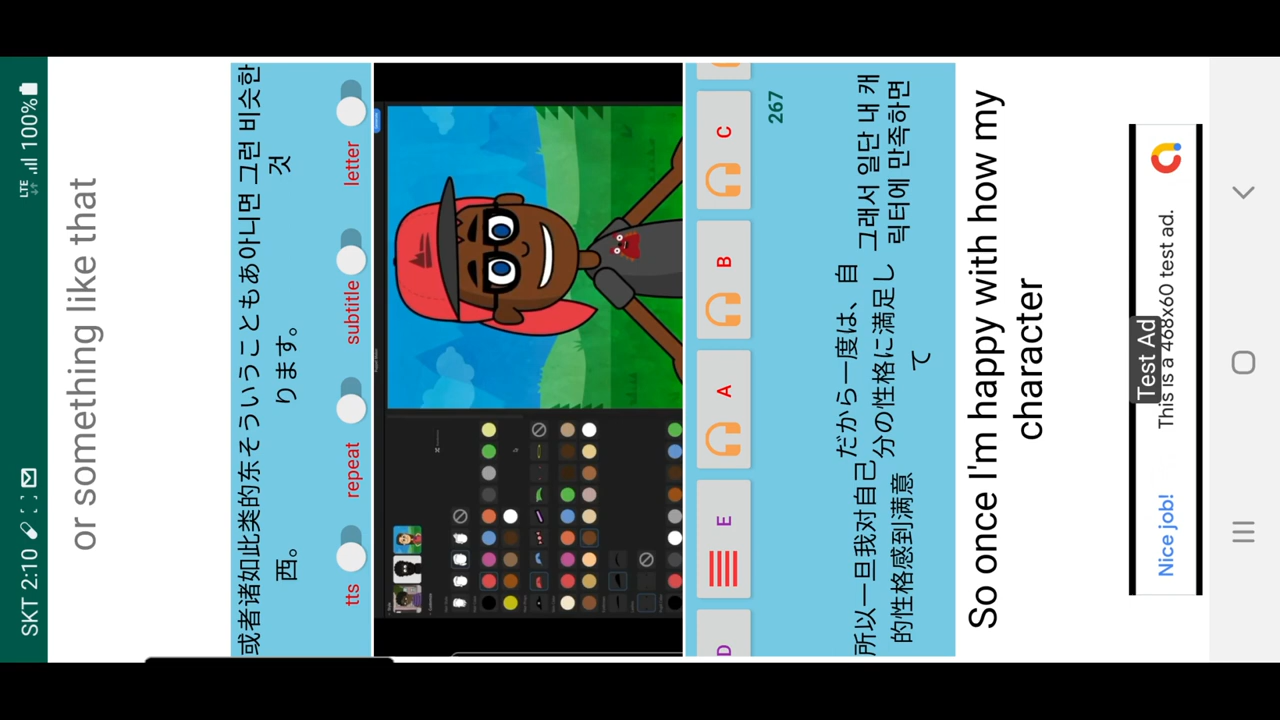 SKT 2:10
LTE 100%
or something like that
或者诸如此类的东西。
そういうこともあります。
아니면 그런 비슷한 것
tts
repeat
subtitle
letter
D
E
A
B
C
267
所以一旦我对自己的性格感到满意
だから一度は、自分の性格に満足して
그래서 일단 내 캐릭터에 만족하면
So once I'm happy with how my
character
Test Ad
Nice job!
This is a 468x60 test ad.